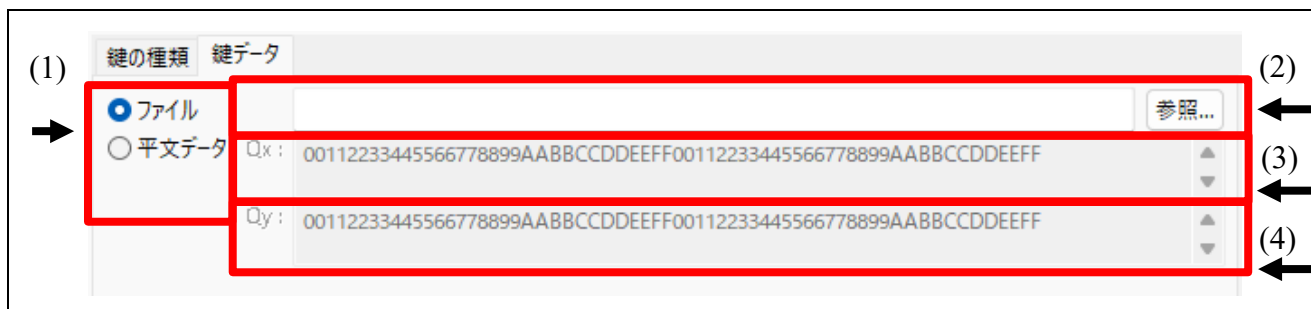 鍵の種類 鍵データ
(1)
(2)
ファイル
参照...
平文データ
Qx : 00112233445566778899AABBCCDDEEFF00112233445566778899AABBCCDDEEFF
(3)
Qy : 00112233445566778899AABBCCDDEEFF00112233445566778899AABBCCDDEEFF
(4)